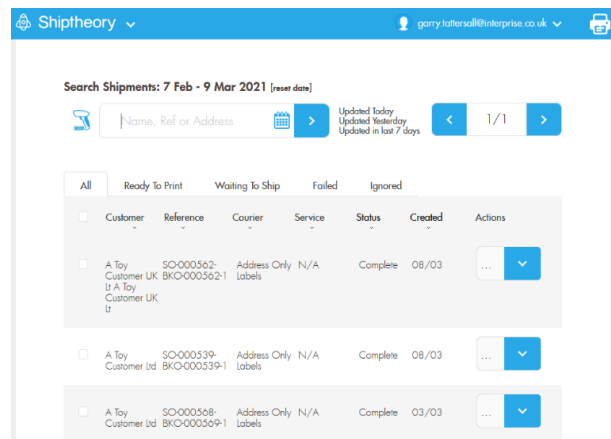 Shiptheory
garry.tattersall@interprise.co.uk
Search Shipments: 7 Feb - 9 Mar 2021 [reset date]
Name, Ref or Address
Updated Today
Updated Yesterday
Updated in last 7 days
1/1
All Ready To Print Waiting To Ship Failed Ignored
Customer Reference Courier Service Status Created Actions
A Toy SO-000562- Address Only N/A Complete 08/03 ...
Customer UK BKO-000562-1 Labels
Lt A Toy
Customer UK
Lt
A Toy SO-000539- Address Only N/A Complete 08/03 ...
Customer Ltd BKO-000539-1 Labels
A Toy SO-000568- Address Only N/A Complete 03/03 ...
Customer Ltd BKO-000569-1 Labels